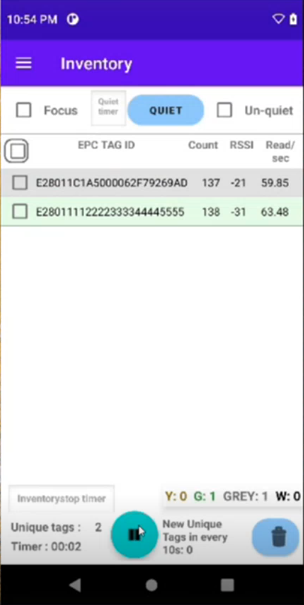 10:54 PM
Inventory
Focus
Quiet timer
QUIET
Un-quiet
EPC TAG ID Count RSSI Read/sec
E28011C1A5000062F79269AD 137 -21 59.85
E28011112222333344445555 138 -31 63.48
Inventorystop timer
Y: 0 G: 1 GREY: 1 W: 0
Unique tags : 2
Timer : 00:02
New Unique
Tags in every
10s: 0